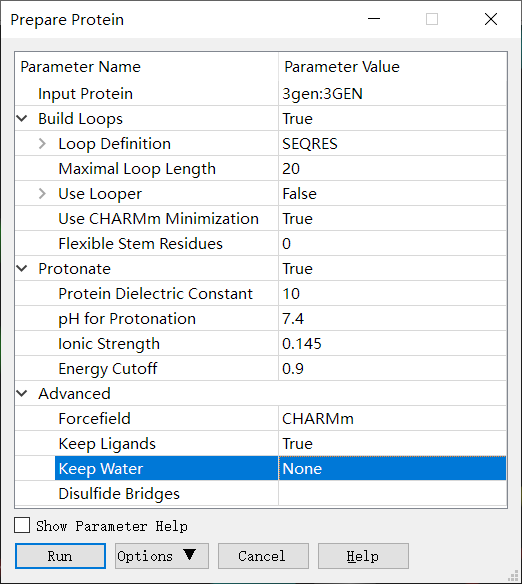 Prepare Protein
Parameter Name Parameter Value
Input Protein 3gen:3GEN
Build Loops True
Loop Definition SEQRES
Maximal Loop Length 20
Use Looper False
Use CHARMm Minimization True
Flexible Stem Residues 0
Protonate True
Protein Dielectric Constant 10
pH for Protonation 7.4
Ionic Strength 0.145
Energy Cutoff 0.9
Advanced
Forcefield CHARMm
Keep Ligands True
Keep Water None
Disulfide Bridges
Show Parameter Help
Run Options ▼ Cancel Help